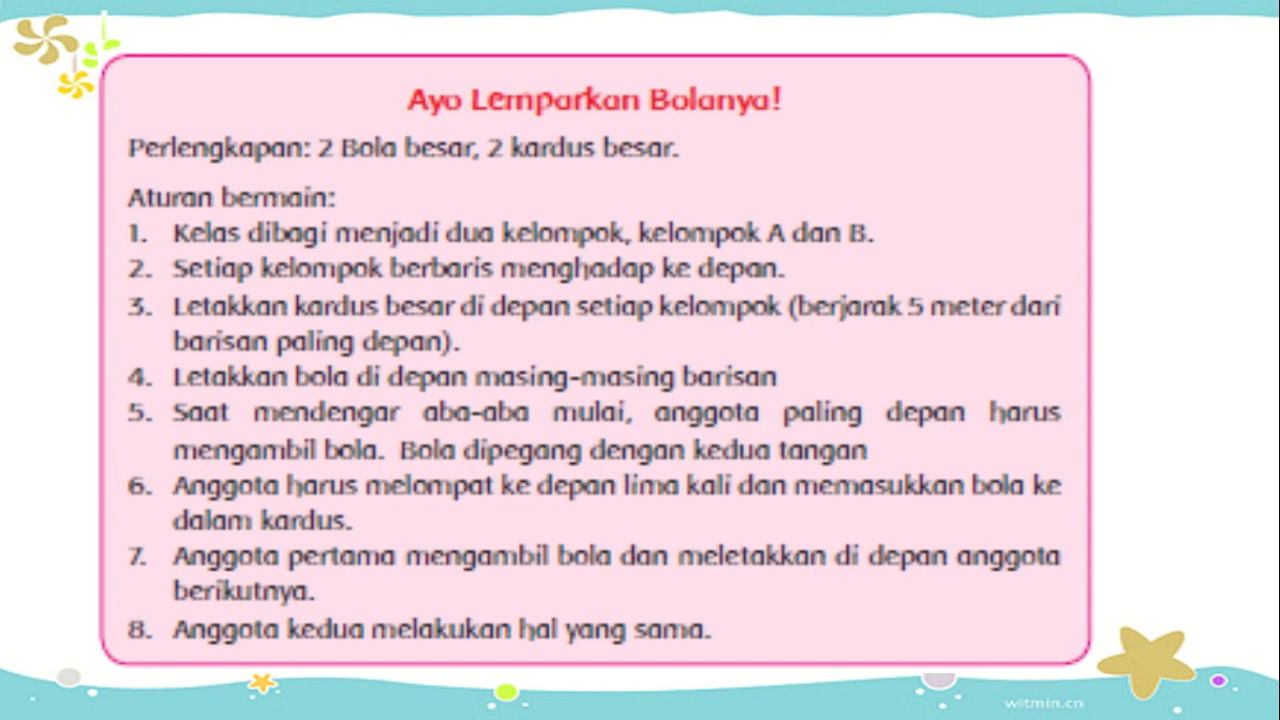 Ayo Lemparkan Bolanya!
Perlengkapan: 2 Bola besar, 2 kardus besar.
Aturan bermain:
1. Kelas dibagi menjadi dua kelompok, kelompok A dan B.
2. Setiap kelompok berbaris menghadap ke depan.
3. Letakkan kardus besar di depan setiap kelompok (berjarak 5 meter dari
barisan paling depan).
4. Letakkan bola di depan masing-masing barisan
5. Saat mendengar aba-aba mulai, anggota paling depan harus
mengambil bola. Bola dipegang dengan kedua tangan
6. Anggota harus melompat ke depan lima kali dan memasukkan bola ke
dalam kardus.
7. Anggota pertama mengambil bola dan meletakkan di depan anggota
berikutnya.
8. Anggota kedua melakukan hal yang sama.
witmin.cn